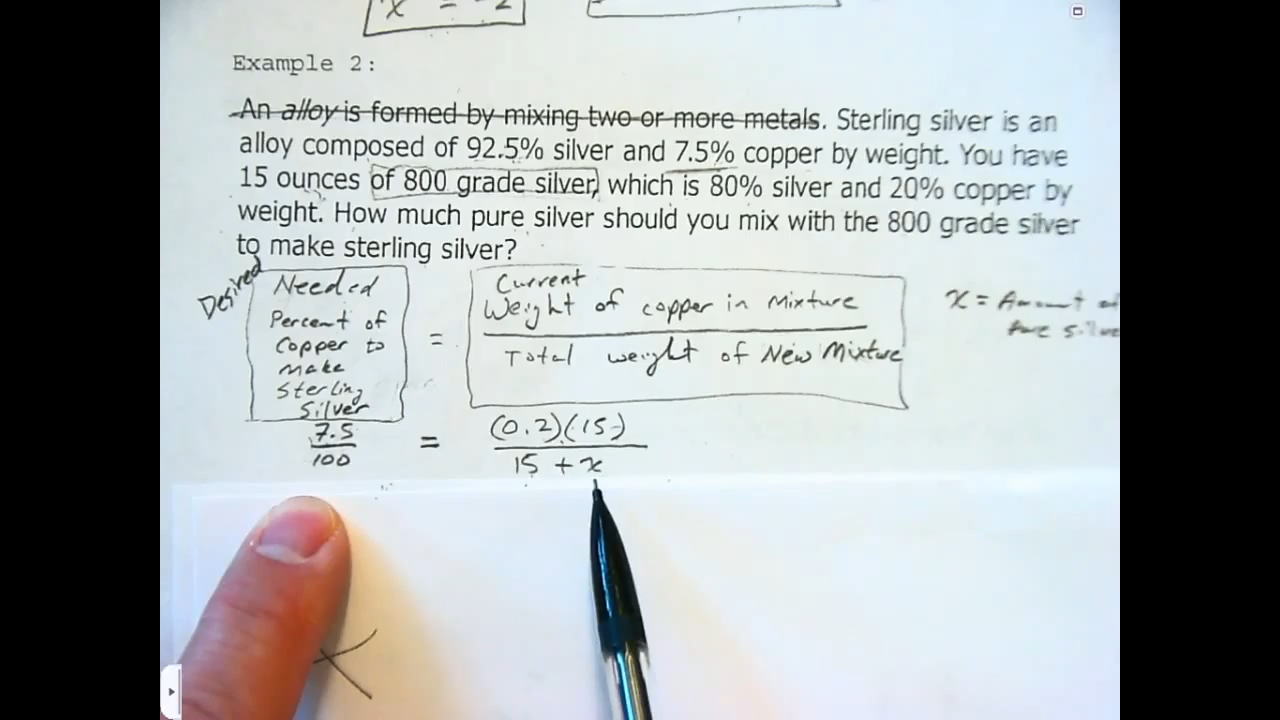 x = -2
Example 2:
An alloy is formed by mixing two or more metals. Sterling silver is an
alloy composed of 92.5% silver and 7.5% copper by weight. You have
15 ounces of 800 grade silver, which is 80% silver and 20% copper by
weight. How much pure silver should you mix with the 800 grade silver
to make sterling silver?
Desired
Needed
Percent of
Copper to
make
Sterling
Silver
=
Current
Weight of copper in Mixture
Total weight of New Mixture
x = Amount of
silve
7.5
100
=
(0.2)(15)
15 + x